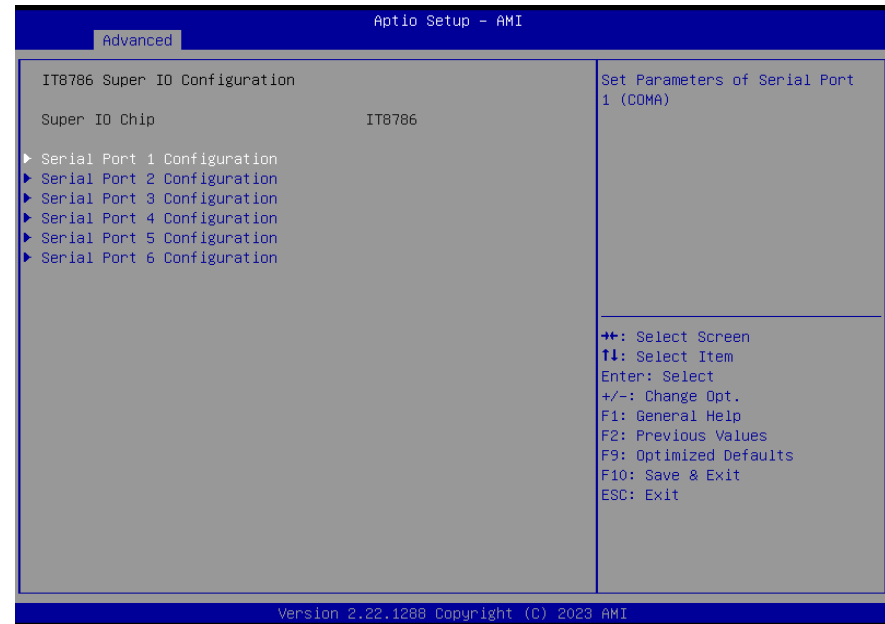 Aptio Setup – AMI
Advanced
IT8786 Super IO Configuration
Super IO Chip IT8786
▶ Serial Port 1 Configuration
▶ Serial Port 2 Configuration
▶ Serial Port 3 Configuration
▶ Serial Port 4 Configuration
▶ Serial Port 5 Configuration
▶ Serial Port 6 Configuration
Set Parameters of Serial Port
1 (COMA)
→←: Select Screen
↑↓: Select Item
Enter: Select
+/-: Change Opt.
F1: General Help
F2: Previous Values
F9: Optimized Defaults
F10: Save & Exit
ESC: Exit
Version 2.22.1288 Copyright (C) 2023 AMI